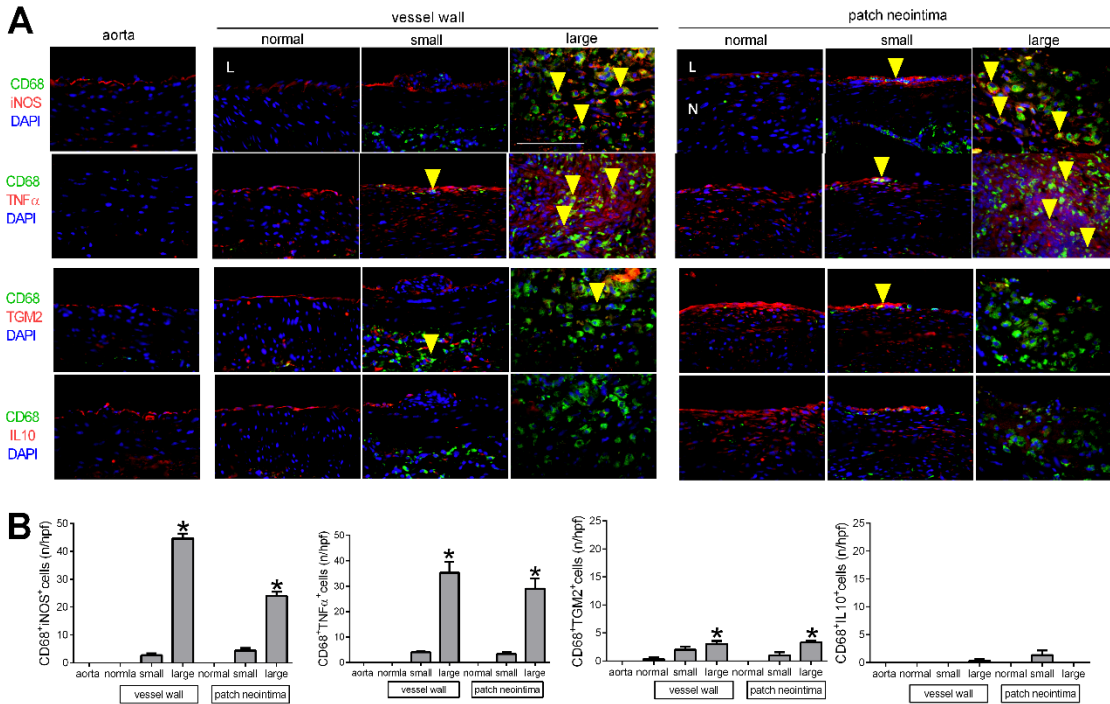 A
vessel wall
patch neointima
aorta
normal
small
large
normal
small
large
CD68
iNOS
DAPI
L
L
N
CD68
TNFα
DAPI
CD68
TGM2
DAPI
CD68
IL10
DAPI
B
CD68+iNOS+cells (n/hpf)
50
40
30
20
10
0
*
*
aorta normla small large normal small large
vessel wall
patch neointima
CD68+TNFα+cells (n/hpf)
50
40
30
20
10
0
*
*
aorta normal small large normal small large
vessel wall
patch neointima
CD68+TGM2+cells (n/hpf)
25
20
15
10
5
0
*
*
aorta normal small large normal small large
vessel wall
patch neointima
CD68+IL10+cells (n/hpf)
25
20
15
10
5
0
aorta normal small large normal small large
vessel wall
patch neointima